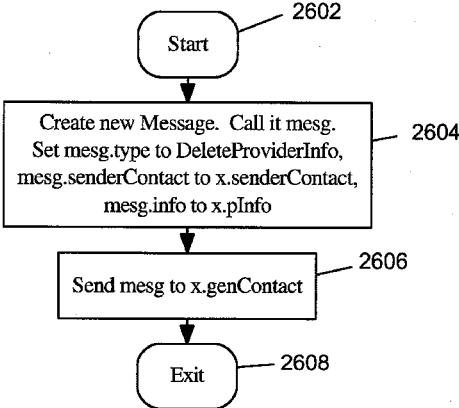 2602
Start
Create new Message. Call it mesg.
Set mesg.type to DeleteProviderInfo,
mesg.senderContact to x.senderContact,
mesg.info to x.pInfo
2604
Send mesg to x.genContact
2606
Exit
2608